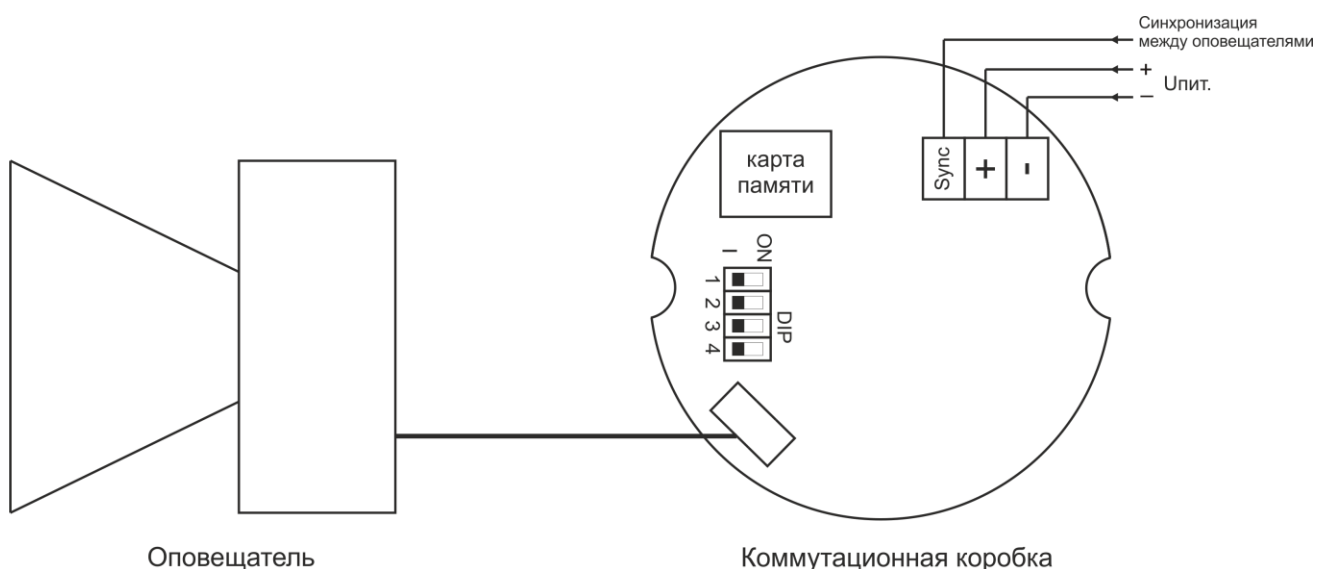 Синхронизация
между оповещателями
+
Uпит.
–
Sync + -
карта
памяти
I ON
1
2
3
4
DIP
Оповещатель
Коммутационная коробка